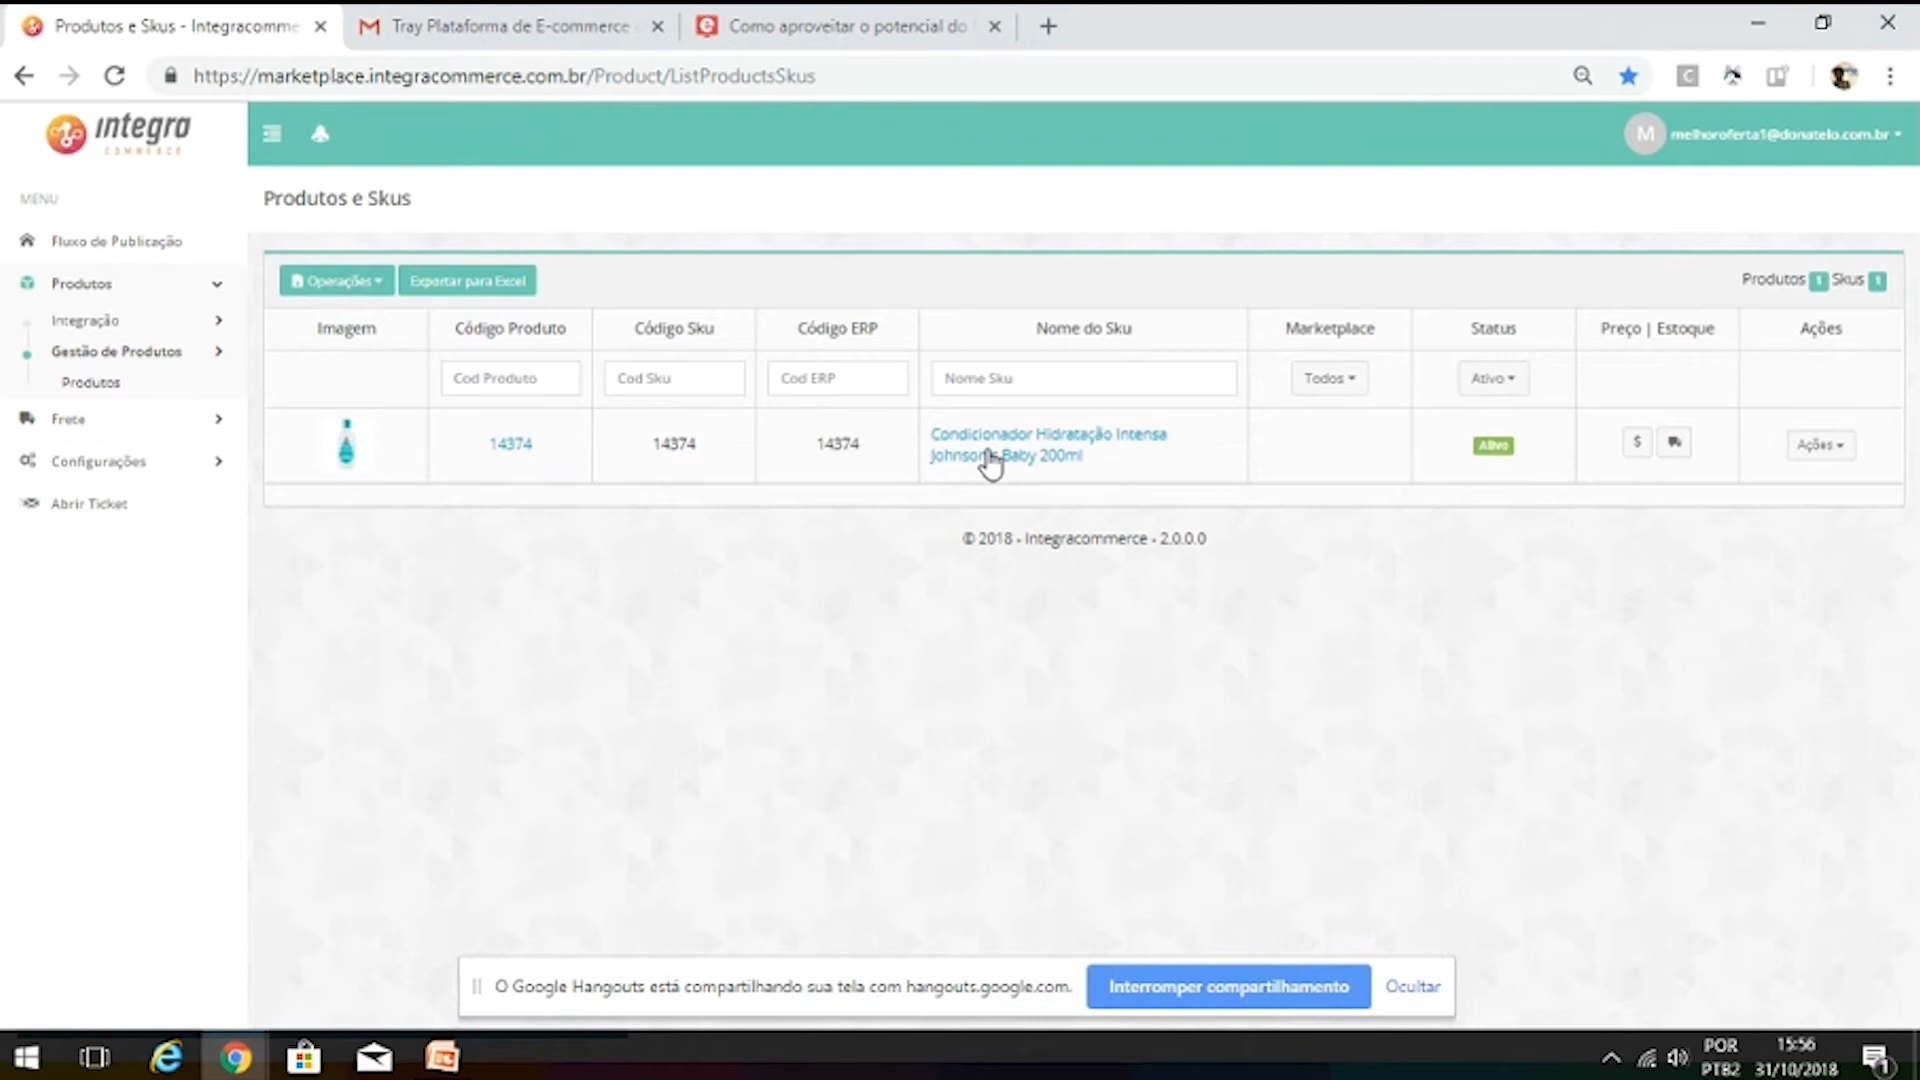 Produtos e Skus - Integracomme
Tray Plataforma de E-commerce
Como aproveitar o potencial do
https://marketplace.integracommerce.com.br/Product/ListProductsSkus
integra
COMMERCE
M
melhoroferta1@donatelo.com.br
MENU
Produtos e Skus
Fluxo de Publicação
Produtos
Integração
Gestão de Produtos
Produtos
Frete
Configurações
Abrir Ticket
Operações
Exportar para Excel
Produtos 1 Skus 1
Imagem
Código Produto
Código Sku
Código ERP
Nome do Sku
Marketplace
Status
Preço | Estoque
Ações
Cod Produto
Cod Sku
Cod ERP
Nome Sku
Todos
Ativo
14374
14374
14374
Condicionador Hidratação Intensa
Baby 200ml
Ativo
$
Ações
© 2018 - Integracommerce - 2.0.0.0
O Google Hangouts está compartilhando sua tela com hangouts.google.com.
Interromper compartilhamento
Ocultar
POR
PTB2
15:56
31/10/2018
1